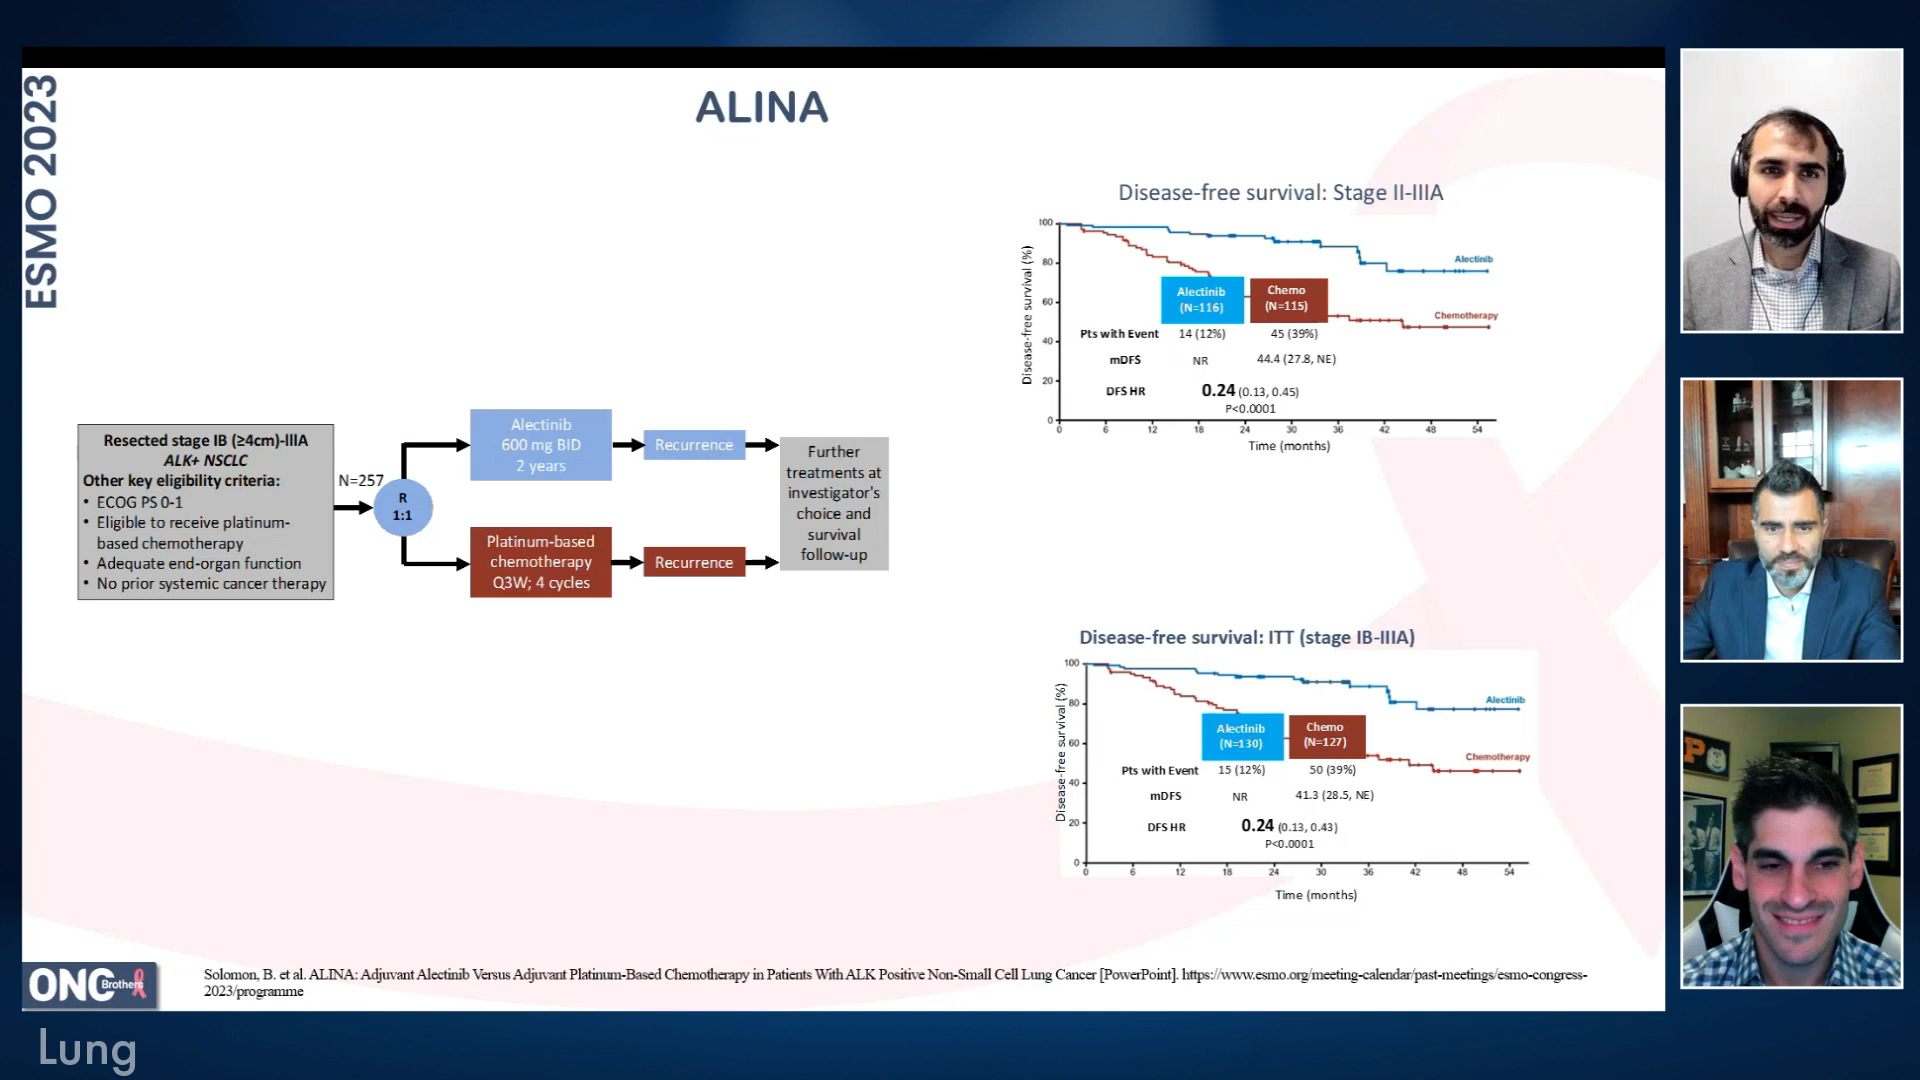 ESMO 2023
ALINA
Resected stage IB (≥4cm)-IIIA
ALK+ NSCLC
Other key eligibility criteria:
• ECOG PS 0-1
• Eligible to receive platinum-
based chemotherapy
• Adequate end-organ function
• No prior systemic cancer therapy
N=257
R
1:1
Alectinib
600 mg BID
2 years
Recurrence
Platinum-based
chemotherapy
Q3W; 4 cycles
Recurrence
Further
treatments at
investigator's
choice and
survival
follow-up
Disease-free survival: Stage II-IIIA
Disease-free survival (%)
100
80
60
40
20
0
Alectinib
Chemotherapy
Alectinib
(N=116)
Chemo
(N=115)
Pts with Event 14 (12%) 45 (39%)
mDFS NR 44.4 (27.8, NE)
DFS HR 0.24 (0.13, 0.45)
P<0.0001
0 6 12 18 24 30 36 42 48 54
Time (months)
Disease-free survival: ITT (stage IB-IIIA)
Disease-free survival (%)
100
80
60
40
20
0
Alectinib
Chemotherapy
Alectinib
(N=130)
Chemo
(N=127)
Pts with Event 15 (12%) 50 (39%)
mDFS NR 41.3 (28.5, NE)
DFS HR 0.24 (0.13, 0.43)
P<0.0001
0 6 12 18 24 30 36 42 48 54
Time (months)
P
ONC Brothers
Solomon, B. et al. ALINA: Adjuvant Alectinib Versus Adjuvant Platinum-Based Chemotherapy in Patients With ALK Positive Non-Small Cell Lung Cancer [PowerPoint]. https://www.esmo.org/meeting-calendar/past-meetings/esmo-congress-
2023/programme
Lung